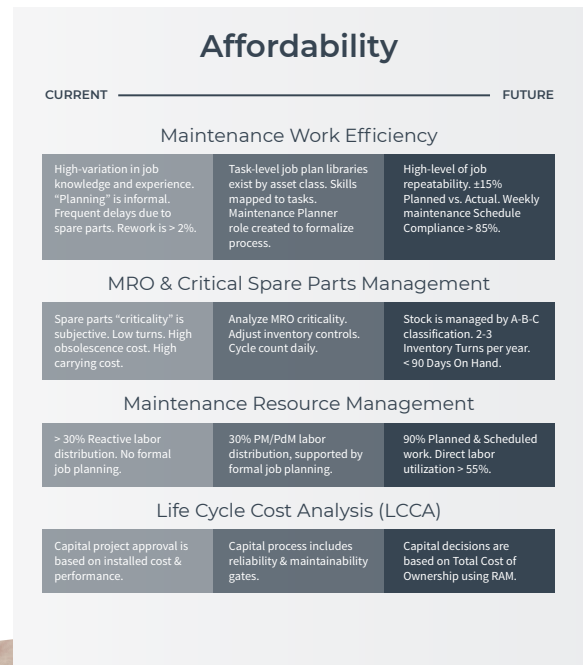 Affordability
CURRENT
FUTURE
Maintenance Work Efficiency
High-variation in job
knowledge and experience.
“Planning” is informal.
Frequent delays due to
spare parts. Rework is > 2%.
Task-level job plan libraries
exist by asset class. Skills
mapped to tasks.
Maintenance Planner
role created to formalize
process.
High-level of job
repeatability. ±15%
Planned vs. Actual. Weekly
maintenance Schedule
Compliance > 85%.
MRO & Critical Spare Parts Management
Spare parts “criticality” is
subjective. Low turns. High
obsolescence cost. High
carrying cost.
Analyze MRO criticality.
Adjust inventory controls.
Cycle count daily.
Stock is managed by A-B-C
classification. 2-3
Inventory Turns per year.
< 90 Days On Hand.
Maintenance Resource Management
> 30% Reactive labor
distribution. No formal
job planning.
30% PM/PdM labor
distribution, supported by
formal job planning.
90% Planned & Scheduled
work. Direct labor
utilization > 55%.
Life Cycle Cost Analysis (LCCA)
Capital project approval is
based on installed cost &
performance.
Capital process includes
reliability & maintainability
gates.
Capital decisions are
based on Total Cost of
Ownership using RAM.